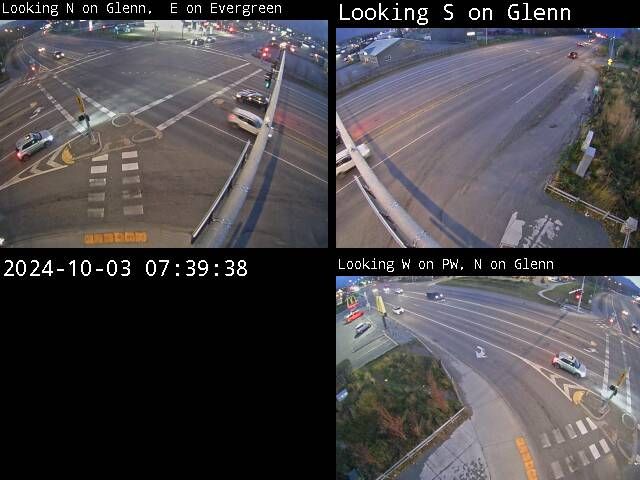 Looking N on Glenn,  E on Evergreen
Looking S on Glenn
2024-10-03 07:39:38
Looking W on PW, N on Glenn